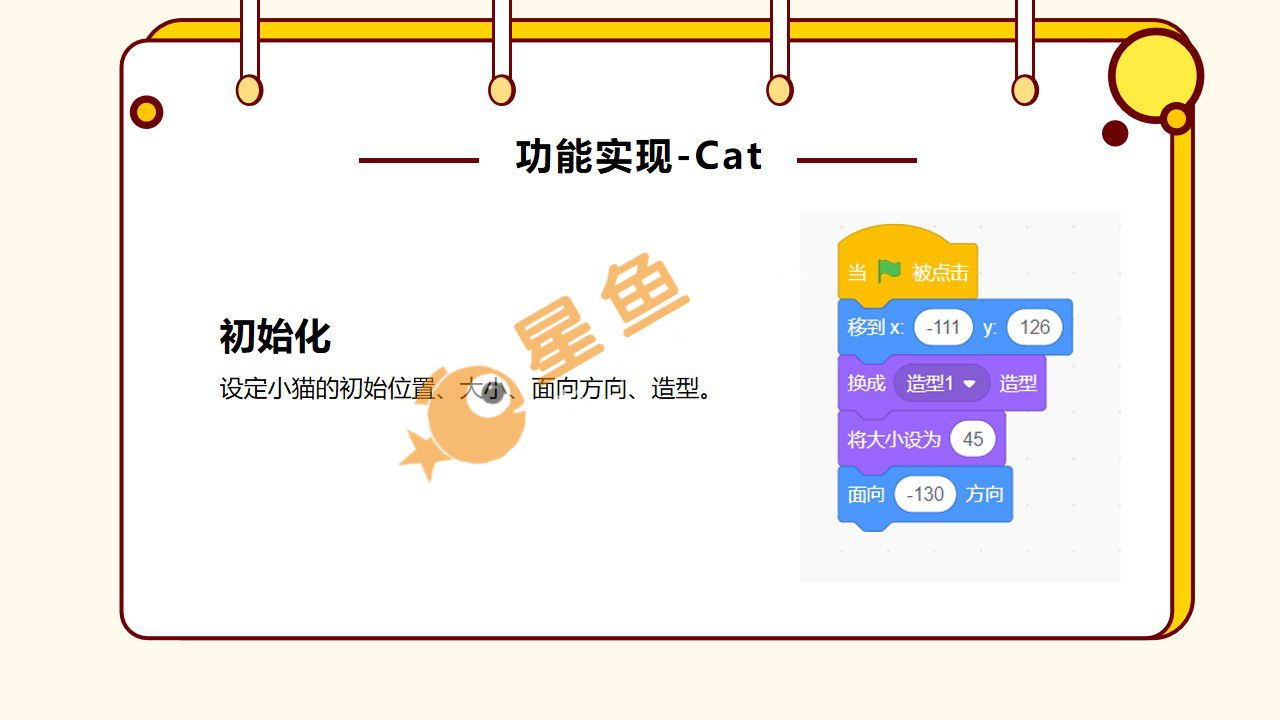 功能实现-Cat
初始化
设定小猫的初始位置、大小、面向方向、造型。
星鱼
当 被点击
移到 x: -111 y: 126
换成 造型1 造型
将大小设为 45
面向 -130 方向